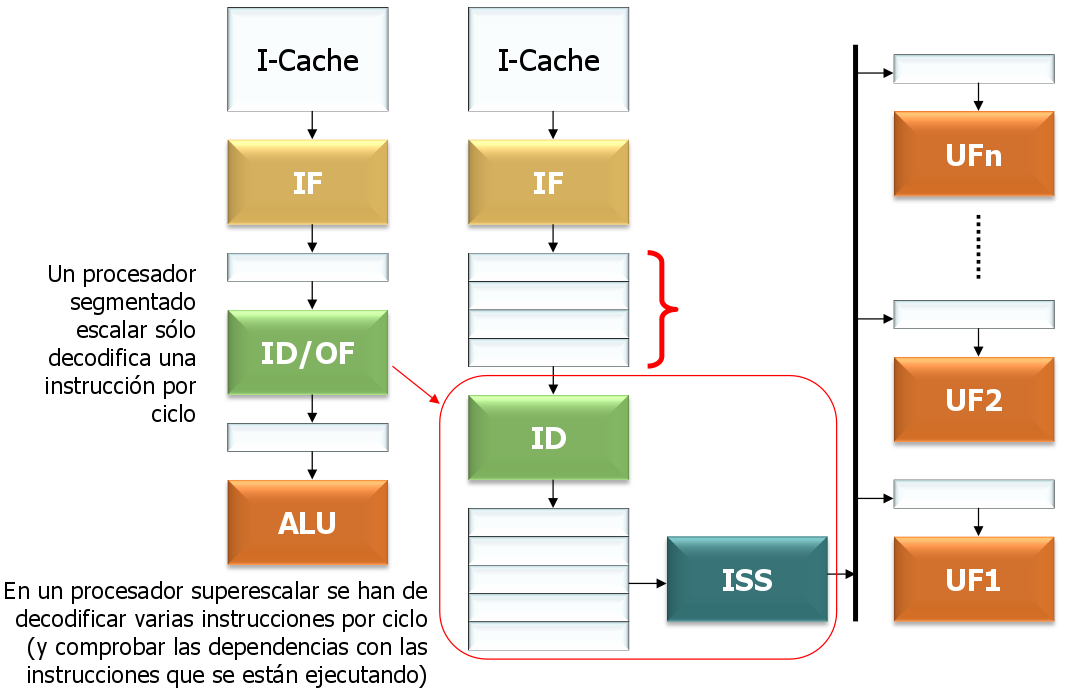 I-Cache
IF
Un procesador
segmentado
escalar sólo
decodifica una
instrucción por
ciclo
ID/OF
ALU
En un procesador superescalar se han de
decodificar varias instrucciones por ciclo
(y comprobar las dependencias con las
instrucciones que se están ejecutando)
I-Cache
IF
ID
ISS
UFn
UF2
UF1